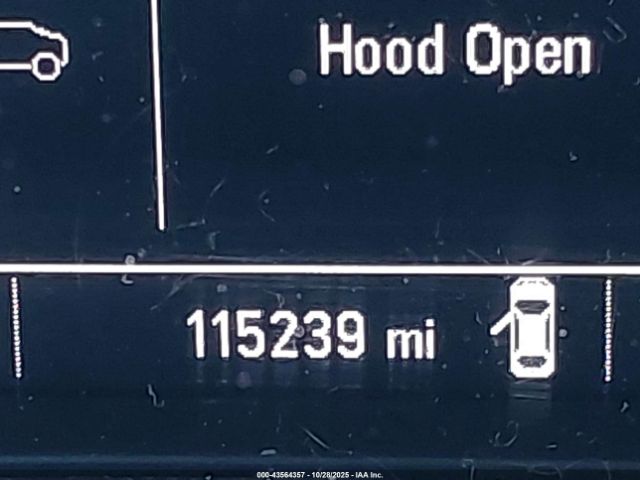 Hood Open
115239 mi
000-43564357 - 10/28/2025 - IAA Inc.